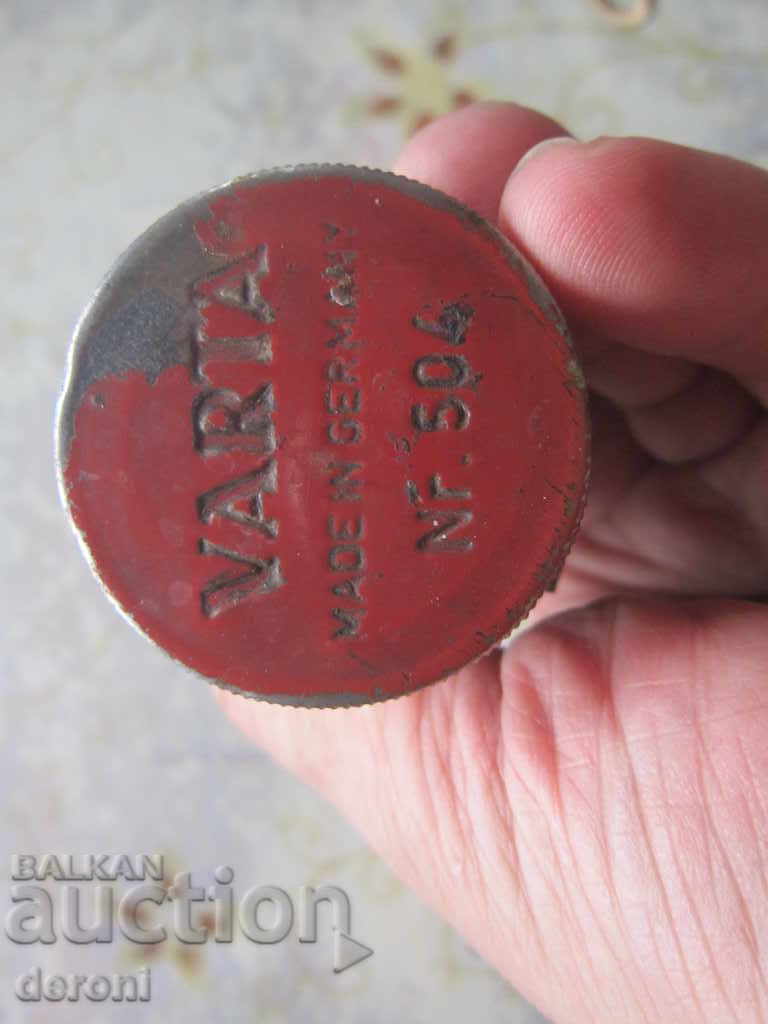 VARTA
MADE IN GERMANY
Nr. 504
BALKAN
auction
deroni